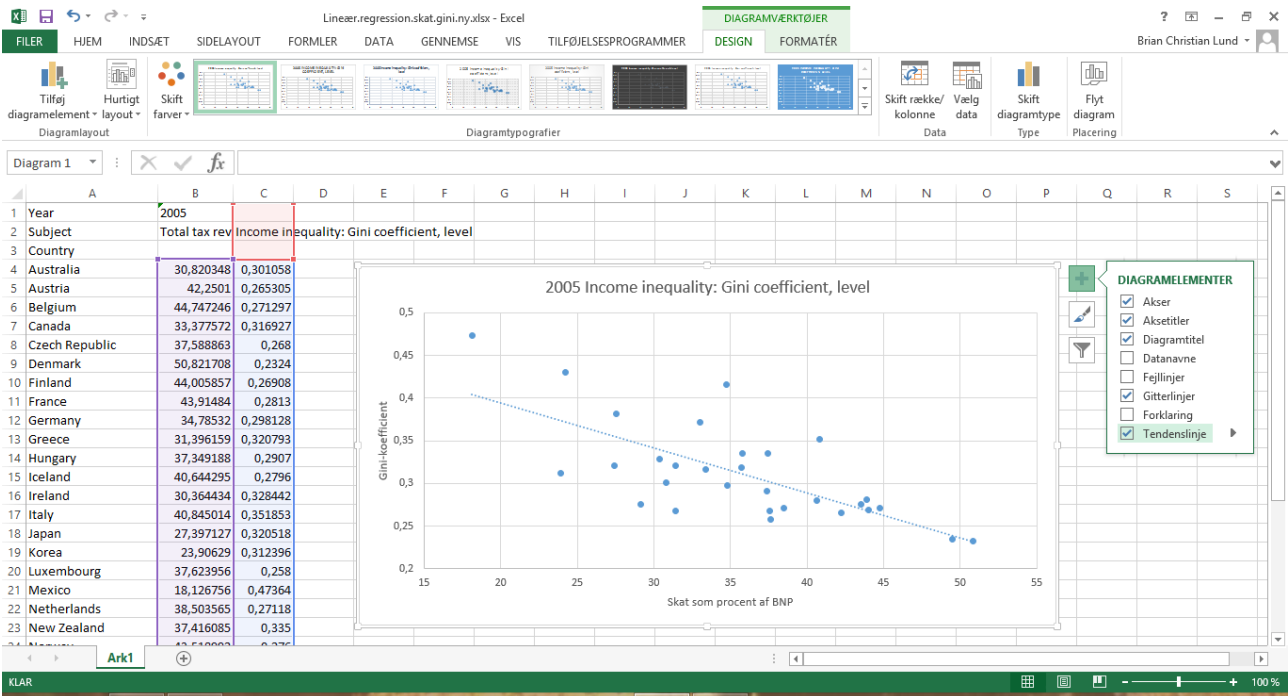 Lineær.regression.skat.gini.ny.xlsx - Excel
DIAGRAMVÆRKTØJER
?
FILER HJEM INDSÆT SIDELAYOUT FORMLER DATA GENNEMSE VIS TILFØJELSESPROGRAMMER DESIGN FORMATÉR
Brian Christian Lund
Tilføj diagramelement
Hurtigt layout
Skift farver
Skift række/ kolonne
Vælg data
Skift diagramtype
Flyt diagram
Diagramlayout
Diagramtypografier
Data
Type
Placering
Diagram 1
fx
A B C D E F G H I J K L M N O P Q R S
1 Year 2005
2 Subject Total tax rev Income inequality: Gini coefficient, level
3 Country
4 Australia 30,820348 0,301058
5 Austria 42,2501 0,265305
6 Belgium 44,747246 0,271297
7 Canada 33,377572 0,316927
8 Czech Republic 37,588863 0,268
9 Denmark 50,821708 0,2324
10 Finland 44,005857 0,26908
11 France 43,91484 0,2813
12 Germany 34,78532 0,298128
13 Greece 31,396159 0,320793
14 Hungary 37,349188 0,2907
15 Iceland 40,644295 0,2796
16 Ireland 30,364434 0,328442
17 Italy 40,845014 0,351853
18 Japan 27,397127 0,320518
19 Korea 23,90629 0,312396
20 Luxembourg 37,623956 0,258
21 Mexico 18,126756 0,47364
22 Netherlands 38,503565 0,27118
23 New Zealand 37,416085 0,335
2005 Income inequality: Gini coefficient, level
0,5
0,45
0,4
0,35
0,3
0,25
0,2
Gini-koefficient
15 20 25 30 35 40 45 50 55
Skat som procent af BNP
DIAGRAMELEMENTER
Akser
Aksetitler
Diagramtitel
Datanavne
Fejllinjer
Gitterlinjer
Forklaring
Tendenslinje
Ark1
KLAR
100 %